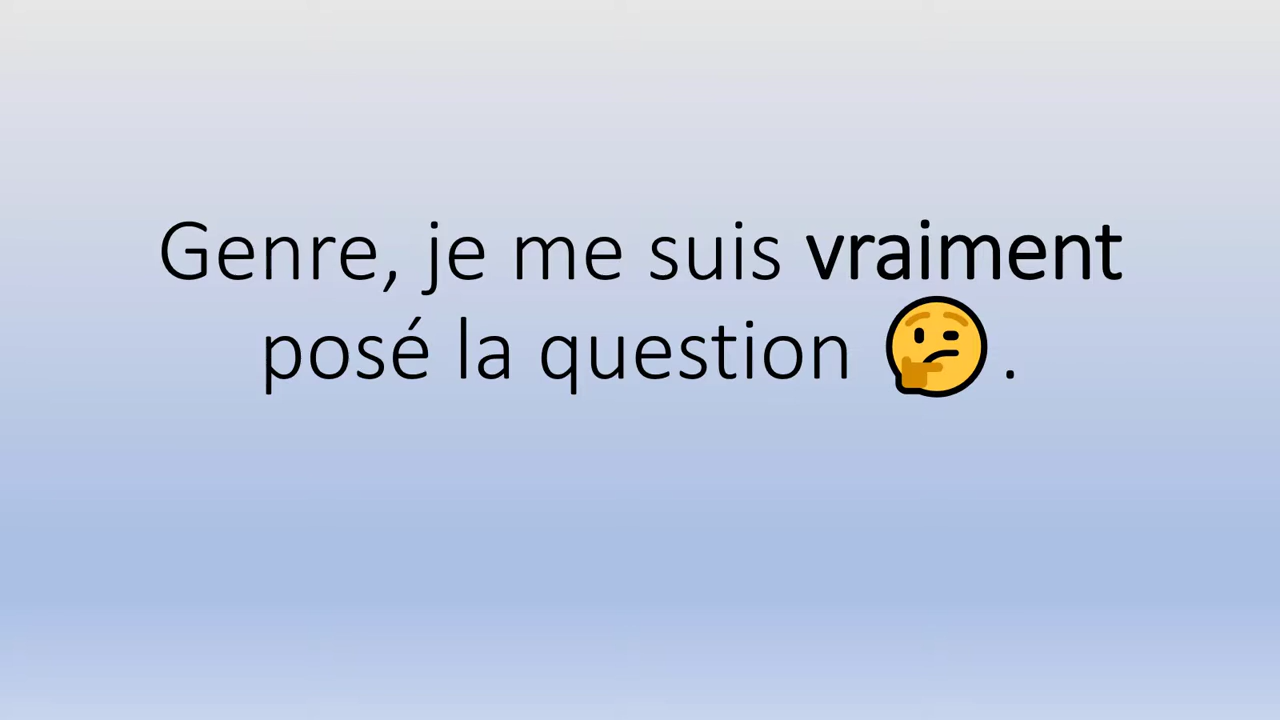 Genre, je me suis vraiment
posé la question 🤔.